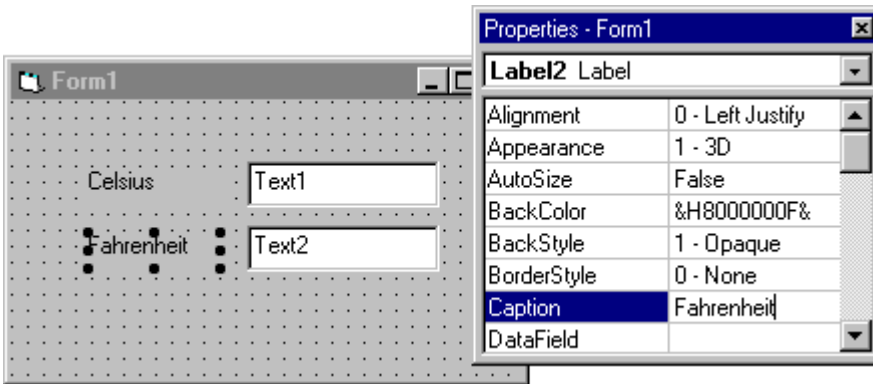 Properties - Form1
Label2 Label
Form1
Alignment 0 - Left Justify
Appearance 1 - 3D
AutoSize False
BackColor &H8000000F&
BackStyle 1 - Opaque
BorderStyle 0 - None
Caption Fahrenheit
DataField
Celsius Text1
Fahrenheit Text2